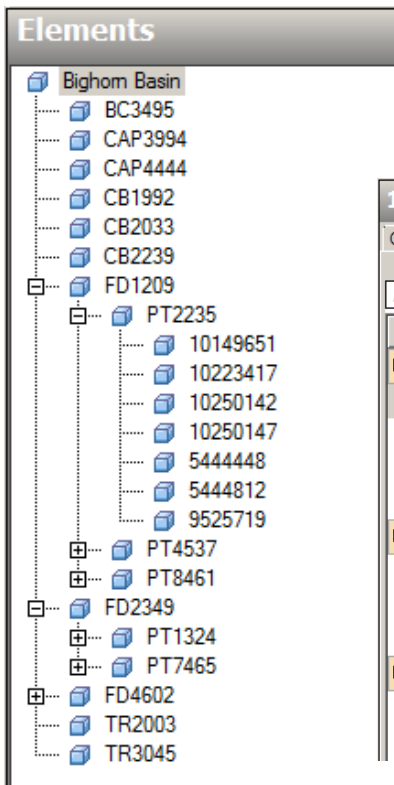 Elements
Bighorn Basin
BC3495
CAP3994
CAP4444
CB1992
CB2033
CB2239
FD1209
PT2235
10149651
10223417
10250142
10250147
5444448
5444812
9525719
PT4537
PT8461
FD2349
PT1324
PT7465
FD4602
TR2003
TR3045